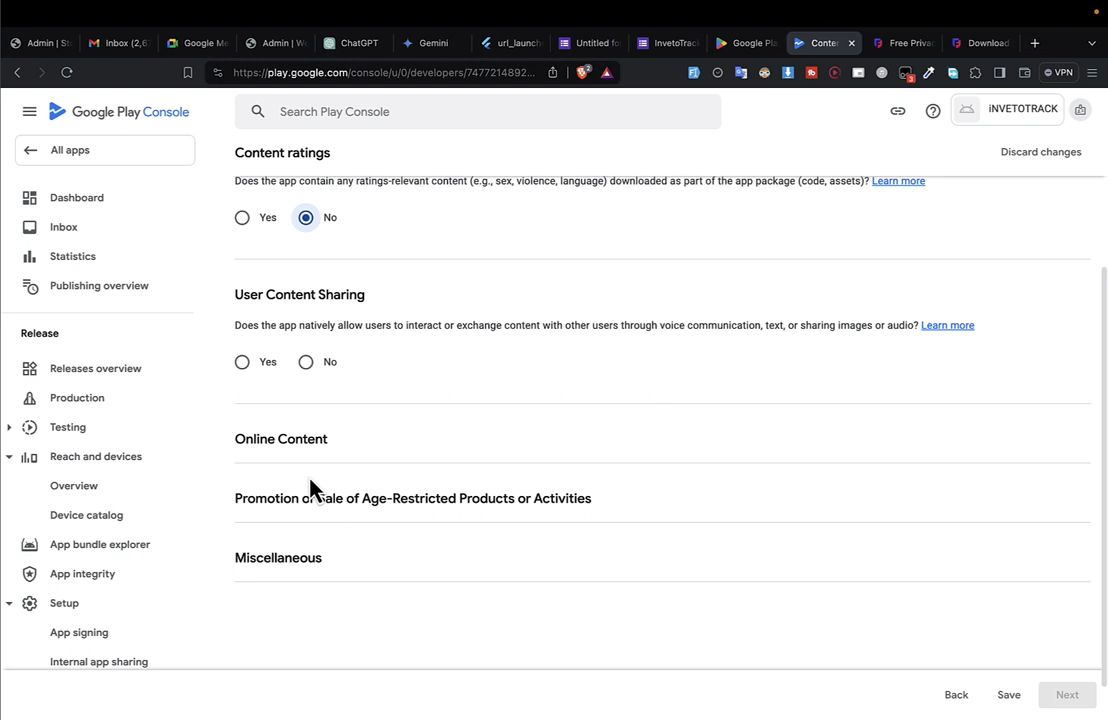 Admin | St
Inbox (2,6
Google Me
Admin | W
ChatGPT
Gemini
url_launch
Untitled fo
InvetoTrac
Google Pla
Conter
Free Priva
Download
https://play.google.com/console/u/0/developers/7477214892...
2
3
VPN
Google Play Console
Search Play Console
iNVETOTRACK
All apps
Dashboard
Inbox
Statistics
Publishing overview
Release
Releases overview
Production
Testing
Reach and devices
Overview
Device catalog
App bundle explorer
App integrity
Setup
App signing
Internal app sharing
Content ratings
Discard changes
Does the app contain any ratings-relevant content (e.g., sex, violence, language) downloaded as part of the app package (code, assets)? Learn more
Yes No
User Content Sharing
Does the app natively allow users to interact or exchange content with other users through voice communication, text, or sharing images or audio? Learn more
Yes No
Online Content
Promotion or Sale of Age-Restricted Products or Activities
Miscellaneous
Back Save Next